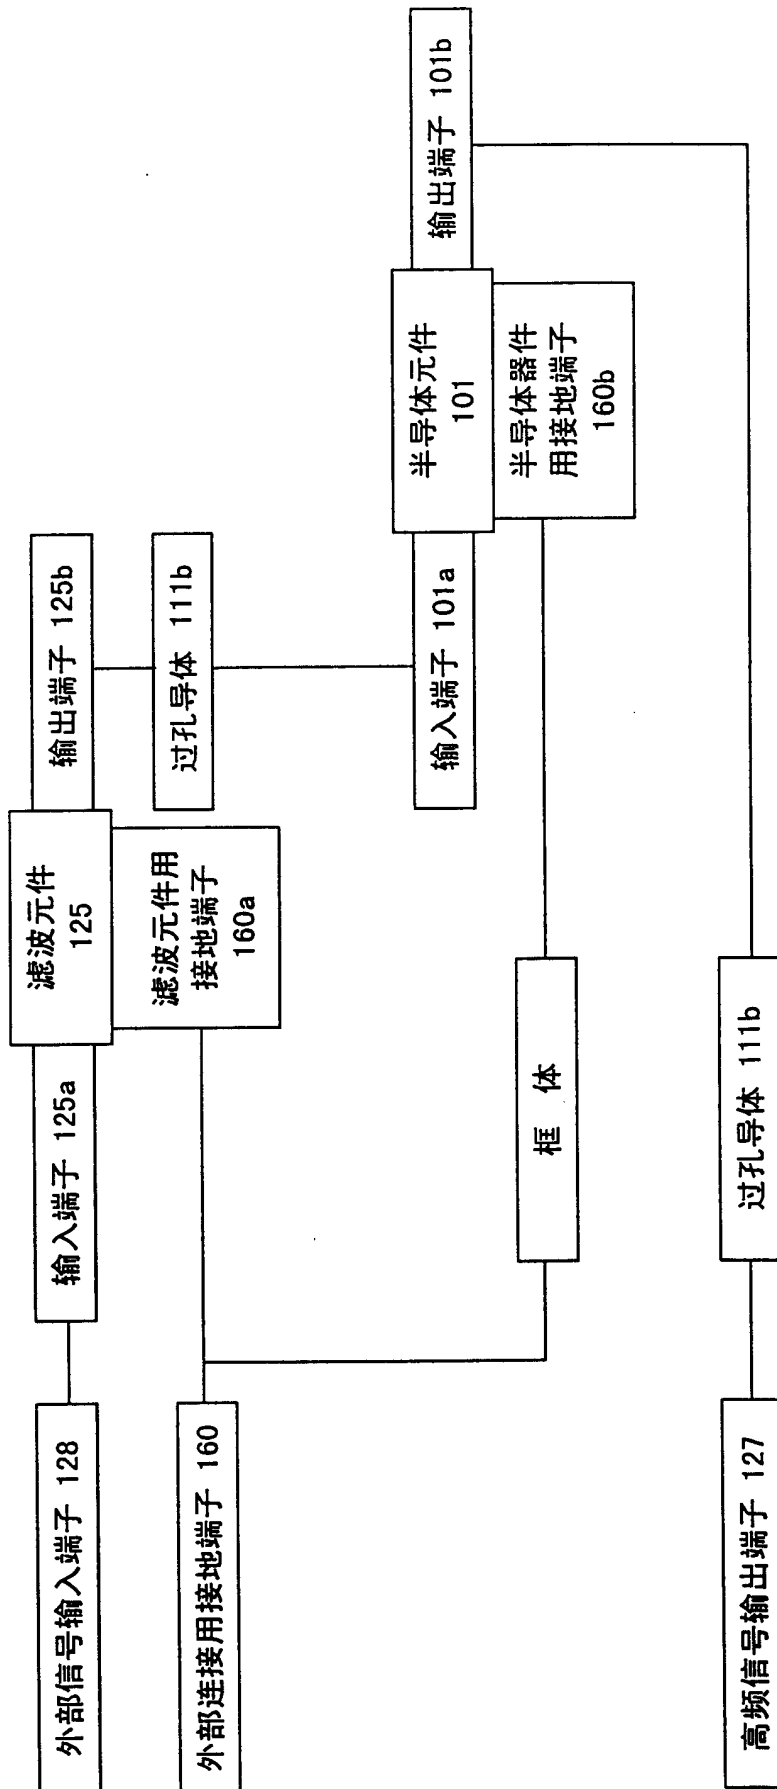 外部信号输入端子 128
输入端子 125a
滤波元件
125
输出端子 125b
外部连接用接地端子 160
滤波元件用
接地端子
160a
过孔导体 111b
输入端子 101a
半导体元件
101
输出端子 101b
框 体
半导体器件
用接地端子
160b
高频信号输出端子 127
过孔导体 111b